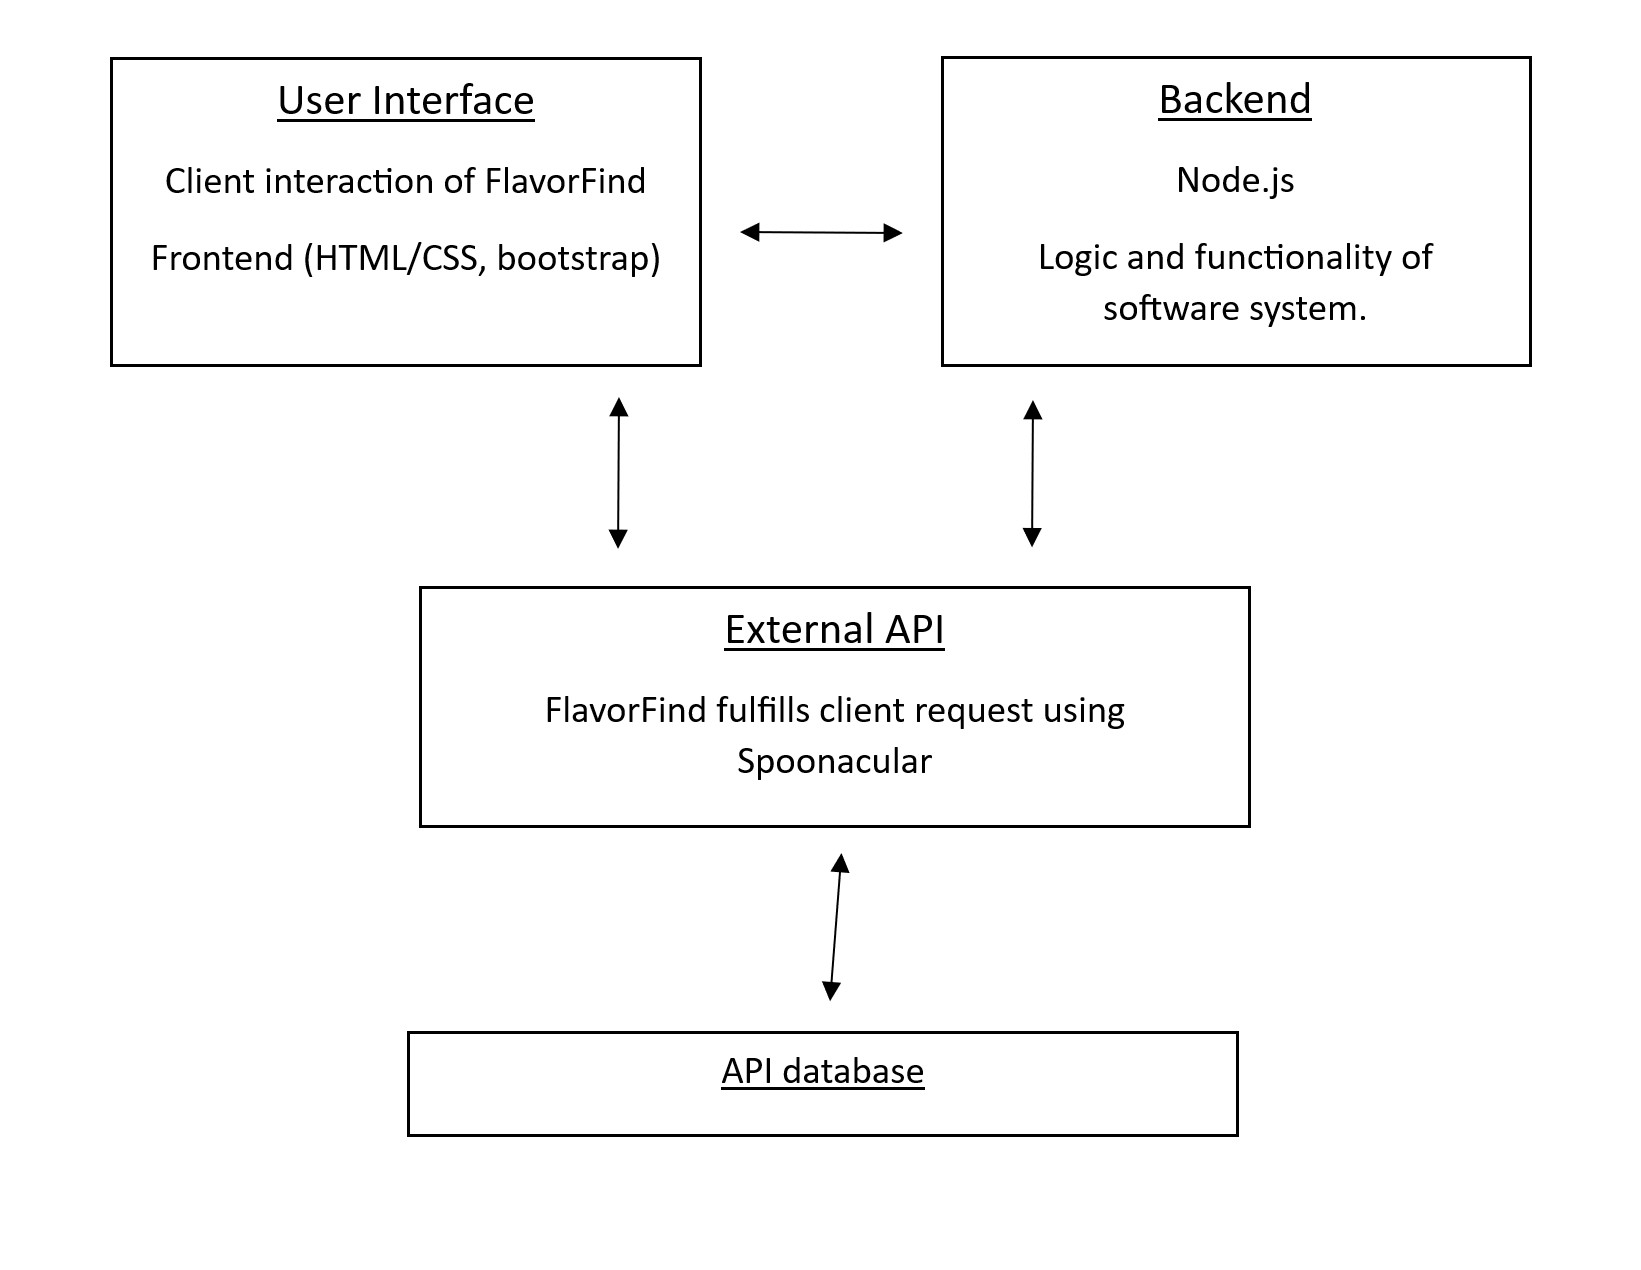 User Interface
Client interaction of FlavorFind
Frontend (HTML/CSS, bootstrap)
Backend
Node.js
Logic and functionality of
software system.
External API
FlavorFind fulfills client request using
Spoonacular
API database